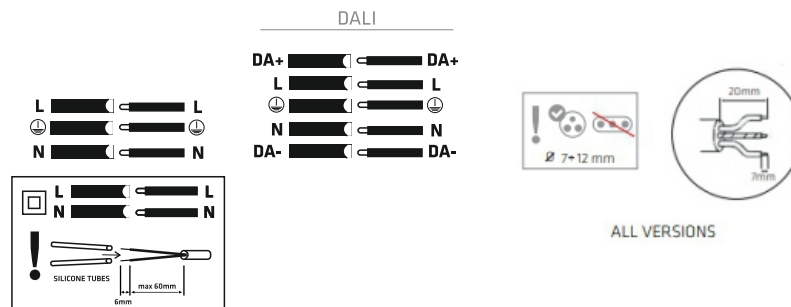 DALI
DA+ DA+
L L
N N
DA- DA-
L L
N N
L L
N N
SILICONE TUBES
max 60mm
6mm
Ø 7÷12 mm
20mm
7mm
ALL VERSIONS